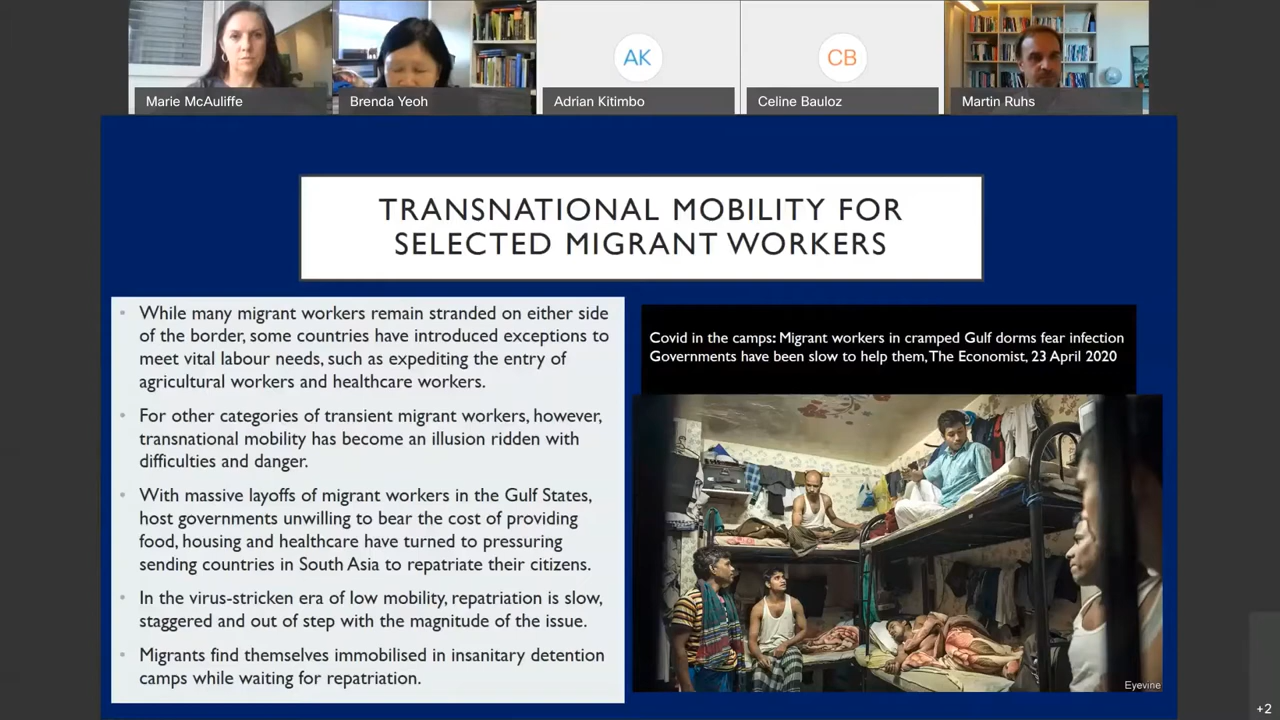 AK
CB
Marie McAuliffe
Brenda Yeoh
Adrian Kitimbo
Celine Bauloz
Martin Ruhs
TRANSNATIONAL MOBILITY FOR
SELECTED MIGRANT WORKERS
• While many migrant workers remain stranded on either side
of the border, some countries have introduced exceptions to
meet vital labour needs, such as expediting the entry of
agricultural workers and healthcare workers.
• For other categories of transient migrant workers, however,
transnational mobility has become an illusion ridden with
difficulties and danger.
• With massive layoffs of migrant workers in the Gulf States,
host governments unwilling to bear the cost of providing
food, housing and healthcare have turned to pressuring
sending countries in South Asia to repatriate their citizens.
• In the virus-stricken era of low mobility, repatriation is slow,
staggered and out of step with the magnitude of the issue.
• Migrants find themselves immobilised in insanitary detention
camps while waiting for repatriation.
Covid in the camps: Migrant workers in cramped Gulf dorms fear infection
Governments have been slow to help them, The Economist, 23 April 2020
Eyevine
+2